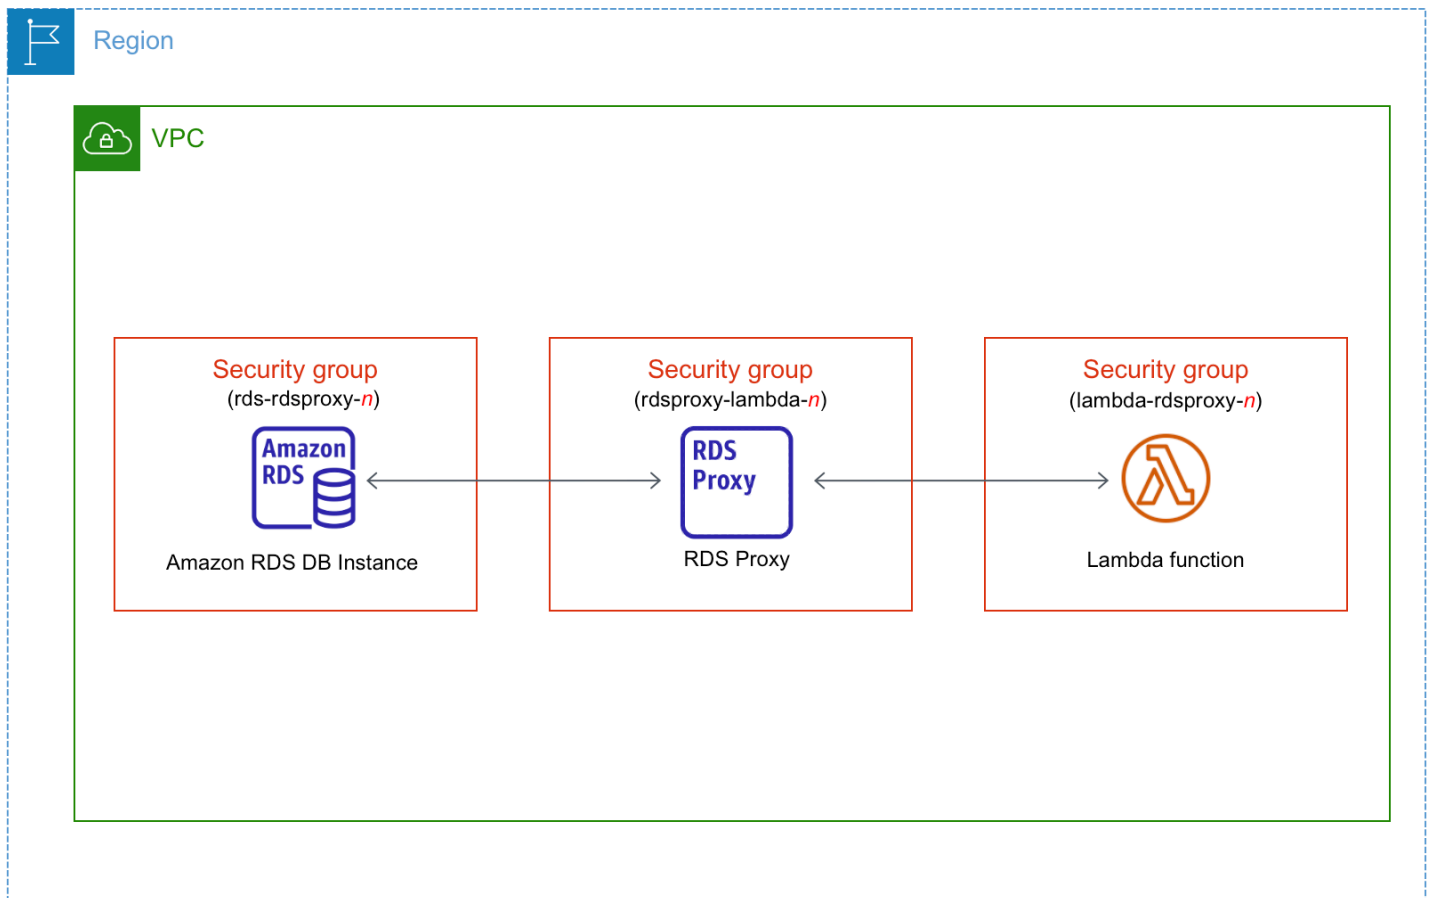 Region
VPC
Security group
(rds-rdsproxy-n)
Amazon
RDS
Amazon RDS DB Instance
Security group
(rdsproxy-lambda-n)
RDS
Proxy
RDS Proxy
Security group
(lambda-rdsproxy-n)
Lambda function